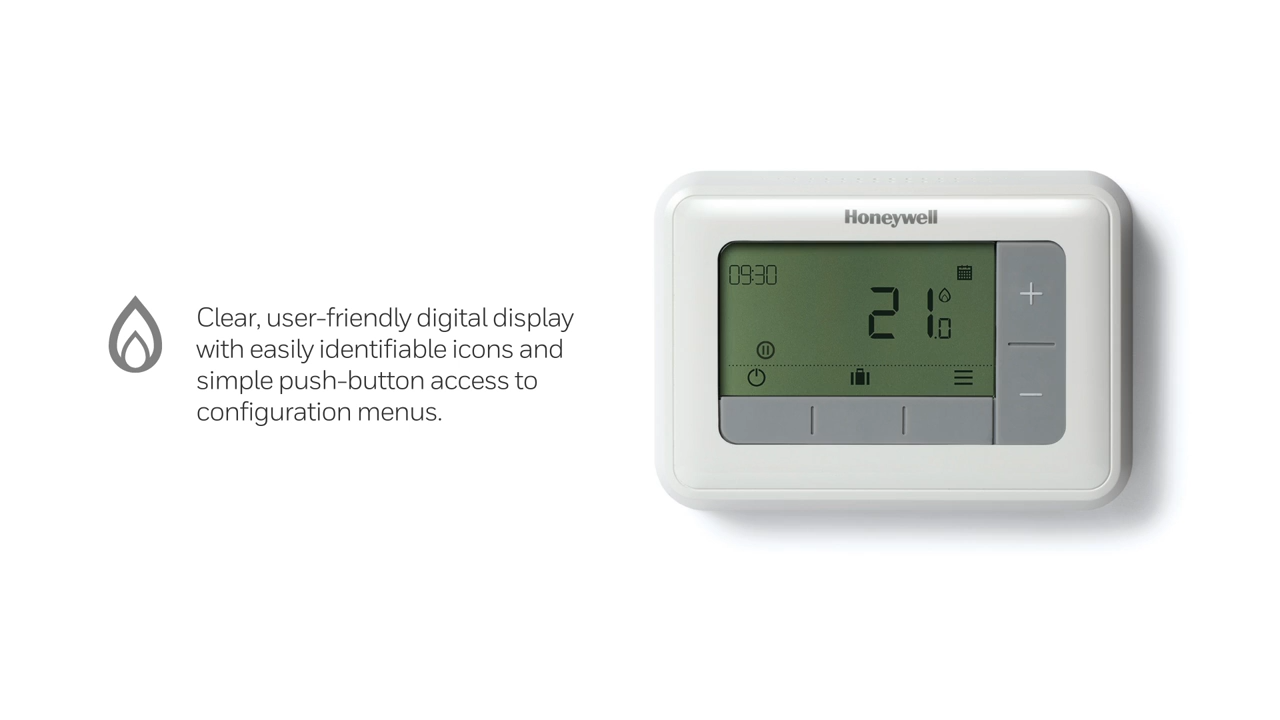 Clear, user-friendly digital display
with easily identifiable icons and
simple push-button access to
configuration menus.
Honeywell
09:30
21.0